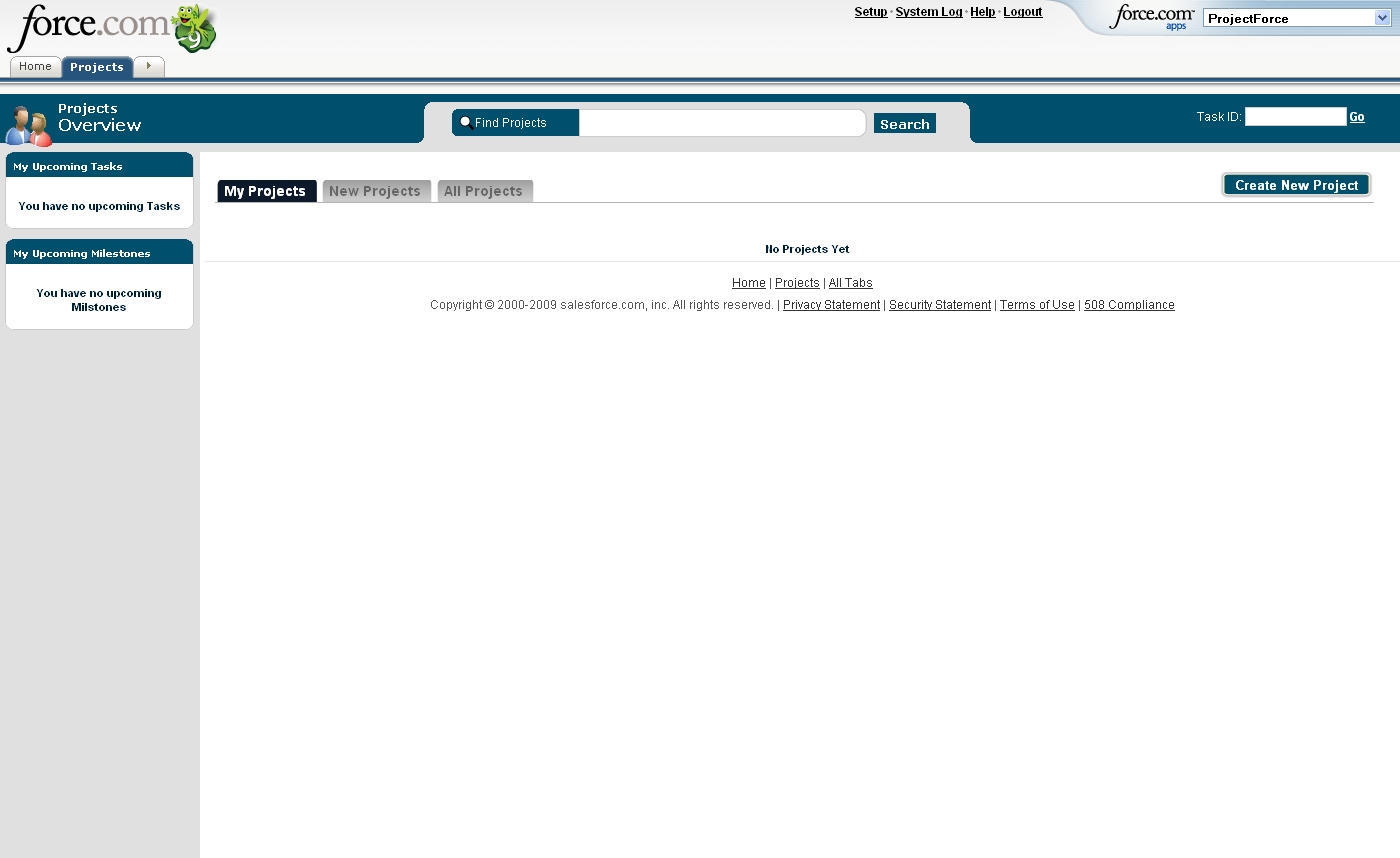 force.com
9
Setup · System Log · Help · Logout
force.com apps
ProjectForce
Home
Projects
Projects
Overview
Find Projects
Search
Task ID:
Go
My Upcoming Tasks
You have no upcoming Tasks
My Upcoming Milestones
You have no upcoming
Milstones
My Projects
New Projects
All Projects
Create New Project
No Projects Yet
Home | Projects | All Tabs
Copyright © 2000-2009 salesforce.com, inc. All rights reserved. | Privacy Statement | Security Statement | Terms of Use | 508 Compliance